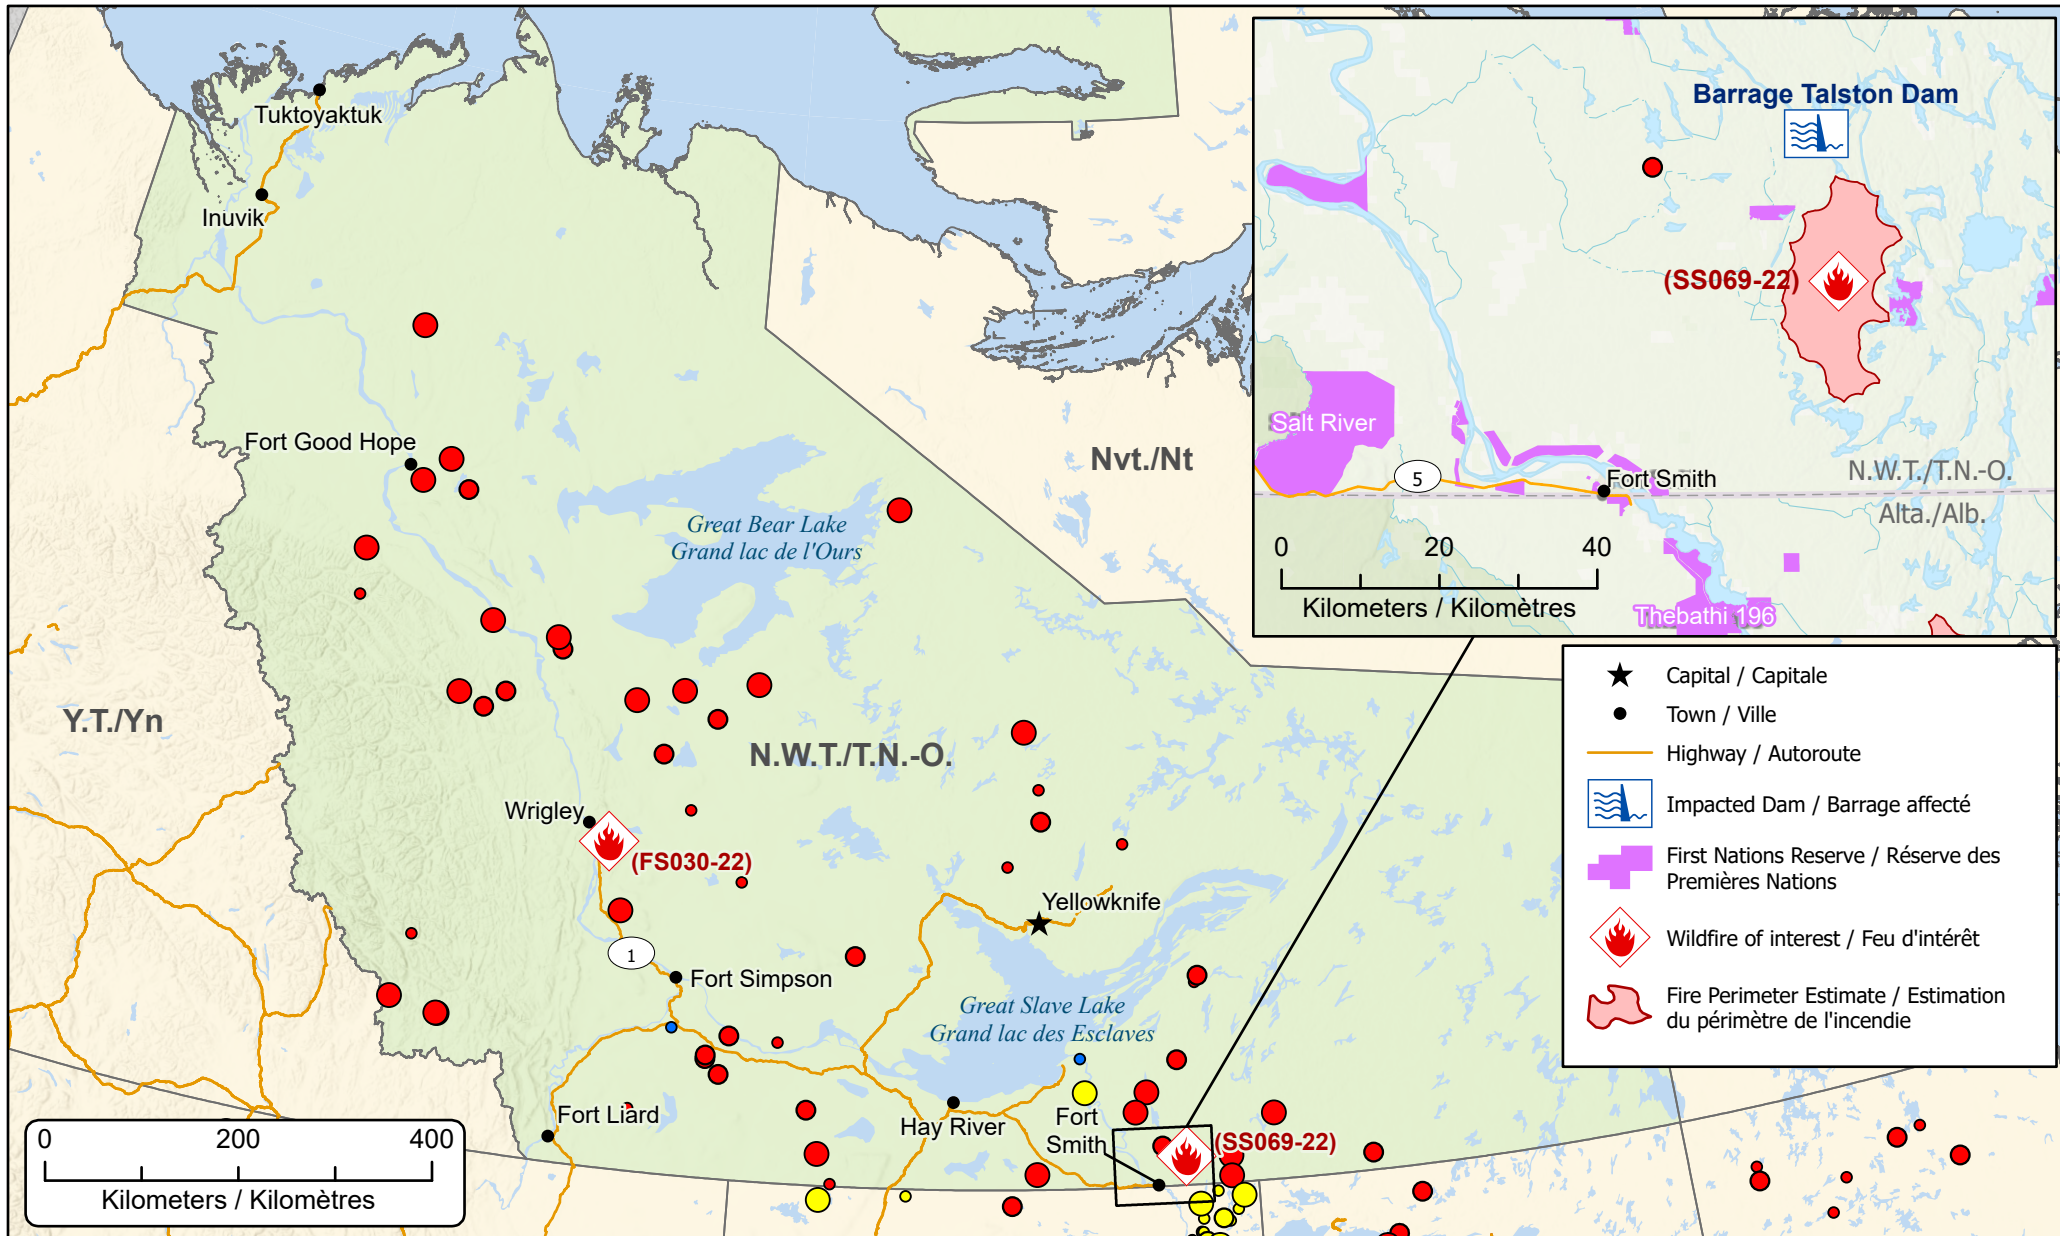 Tuktoyaktuk
Inuvik
Fort Good Hope
Great Bear Lake
Grand lac de l'Ours
Nvt./Nt
Y.T./Yn
N.W.T./T.N.-O.
Wrigley
(FS030-22)
Yellowknife
1
Fort Simpson
Great Slave Lake
Grand lac des Esclaves
Fort Liard
Hay River
Fort
Smith
(SS069-22)
0 200 400
Kilometers / Kilomètres
Barrage Talston Dam
(SS069-22)
Salt River
5
Fort Smith
N.W.T./T.N.-O.
Alta./Alb.
0 20 40
Kilometers / Kilomètres
Thebathi 196
Capital / Capitale
Town / Ville
Highway / Autoroute
Impacted Dam / Barrage affecté
First Nations Reserve / Réserve des
Premières Nations
Wildfire of interest / Feu d'intérêt
Fire Perimeter Estimate / Estimation
du périmètre de l'incendie